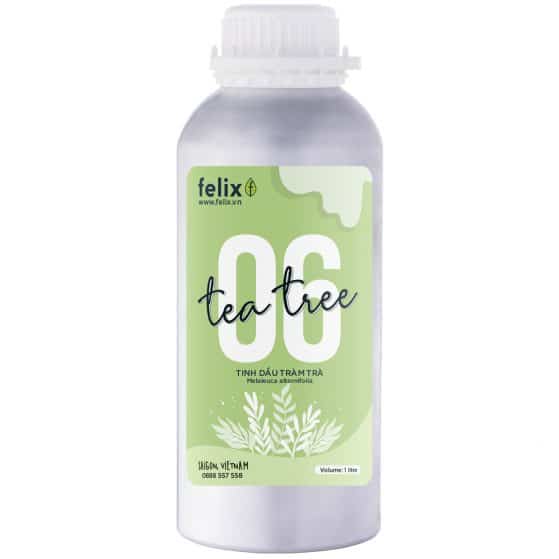 felix
www.felix.vn
06
tea tree
TINH DẦU TRÀM TRÀ
Melaleuca alternifolia
SAIGON, VIETNAM
0888 557 558
Volume: 1 litre